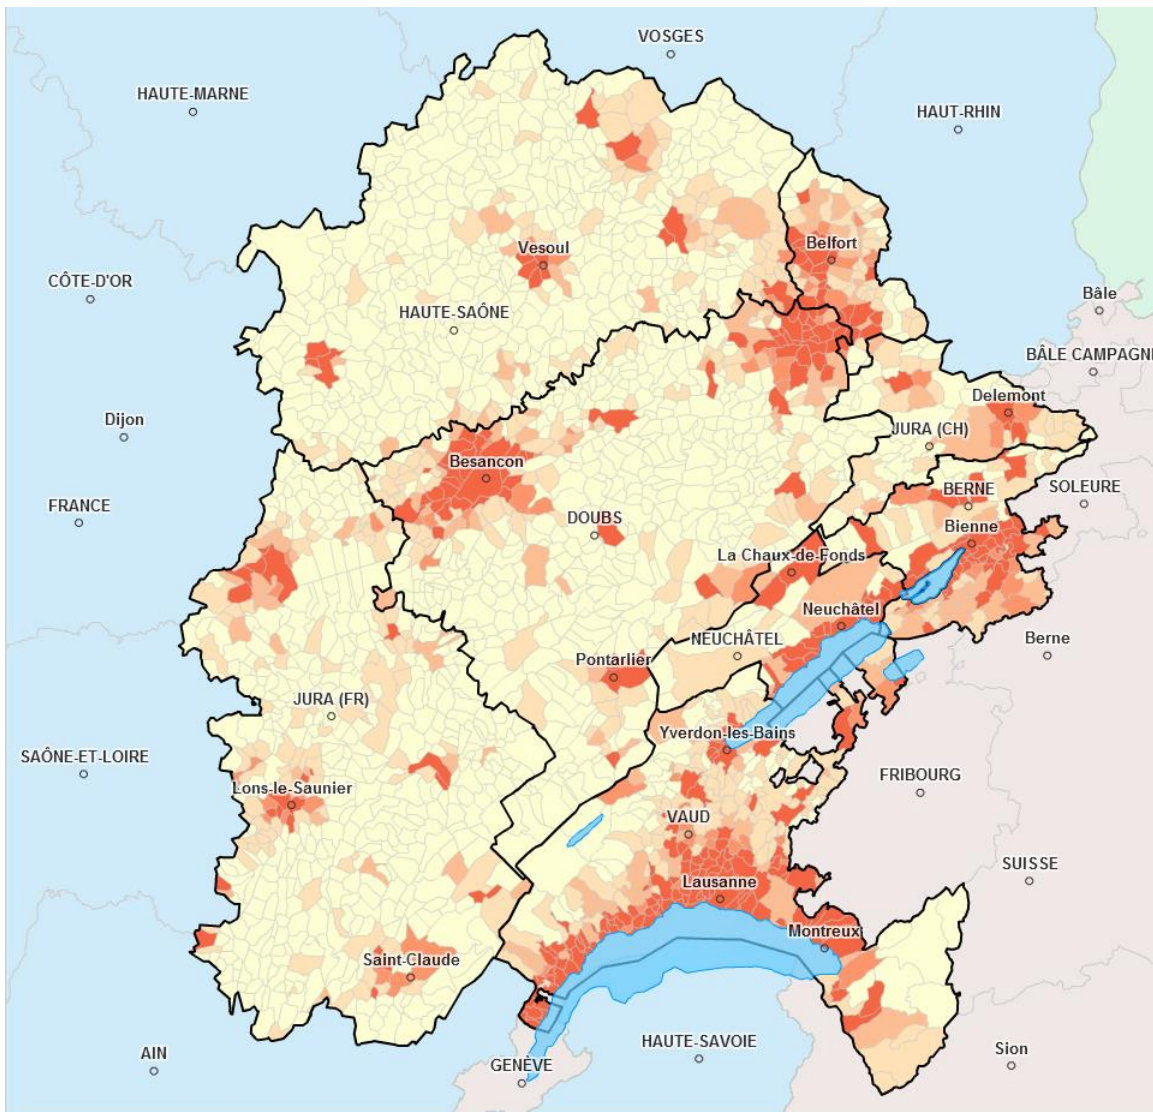 VOSGES
HAUTE-MARNE
HAUT-RHIN
Belfort
Vesoul
CÔTE-D'OR
Bâle
HAUTE-SAÔNE
BÂLE CAMPAGNE
Delemont
Dijon
JURA (CH)
Besancon
BERNE
SOLEURE
FRANCE
DOUBS
Bienne
La Chaux-de-Fonds
Neuchâtel
NEUCHÂTEL
Berne
Pontarlier
JURA (FR)
Yverdon-les-Bains
SAÔNE-ET-LOIRE
FRIBOURG
Lons-le-Saunier
VAUD
SUISSE
Lausanne
Montreux
Saint-Claude
HAUTE-SAVOIE
AIN
Sion
GENÈVE